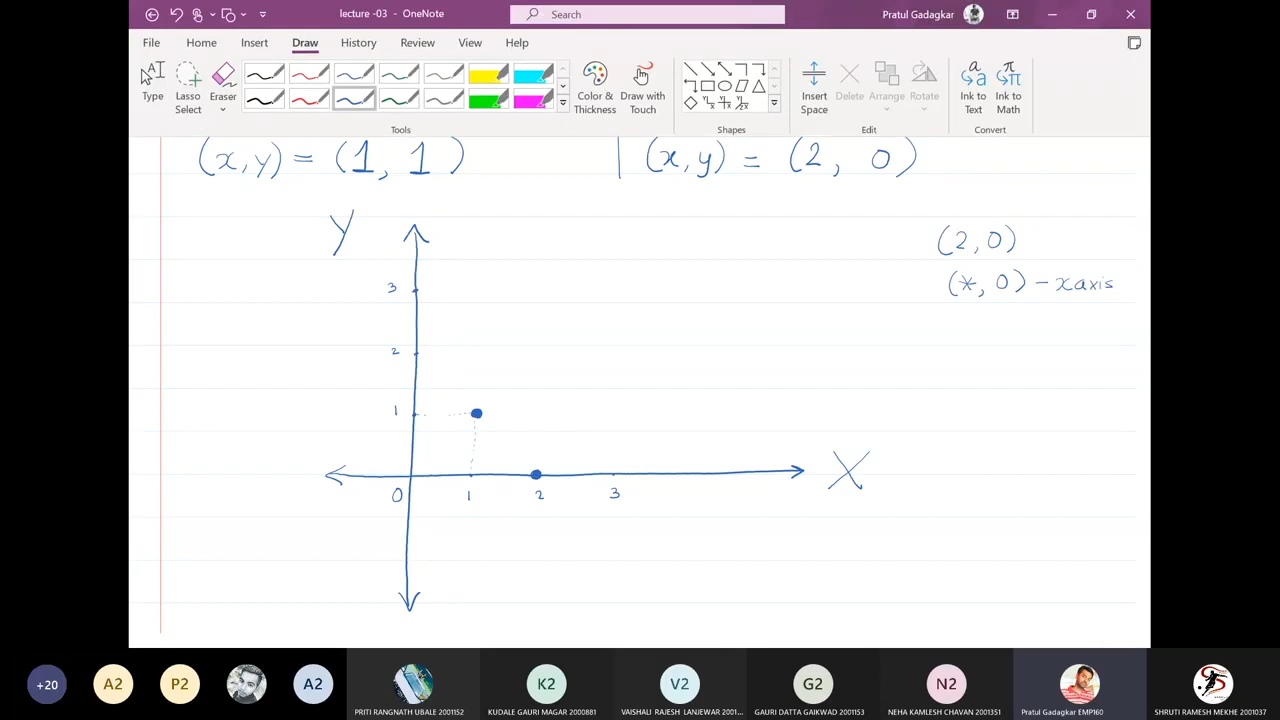 lecture -03 - OneNote
Search
Pratul Gadagkar
File Home Insert Draw History Review View Help
Type
Lasso Select
Eraser
Color & Thickness
Draw with Touch
Insert Space
Delete
Arrange
Rotate
Ink to Text
Ink to Math
Tools
Shapes
Edit
Convert
(x,y) = (1, 1) | (x,y) = (2, 0)
Y
(2,0)
(*, 0) - x axis
3
2
1
X
0 1 2 3
+20 A2 P2 A2 K2 V2 G2 N2
PRITI RANGNATH UBALE 2001152
KUDALE GAURI MAGAR 2000881
VAISHALI RAJESH LANJEWAR 2001...
GAURI DATTA GAIKWAD 2001153
NEHA KAMLESH CHAVAN 2001351
Pratul Gadagkar EMP160
SHRUTI RAMESH MEKHE 2001037